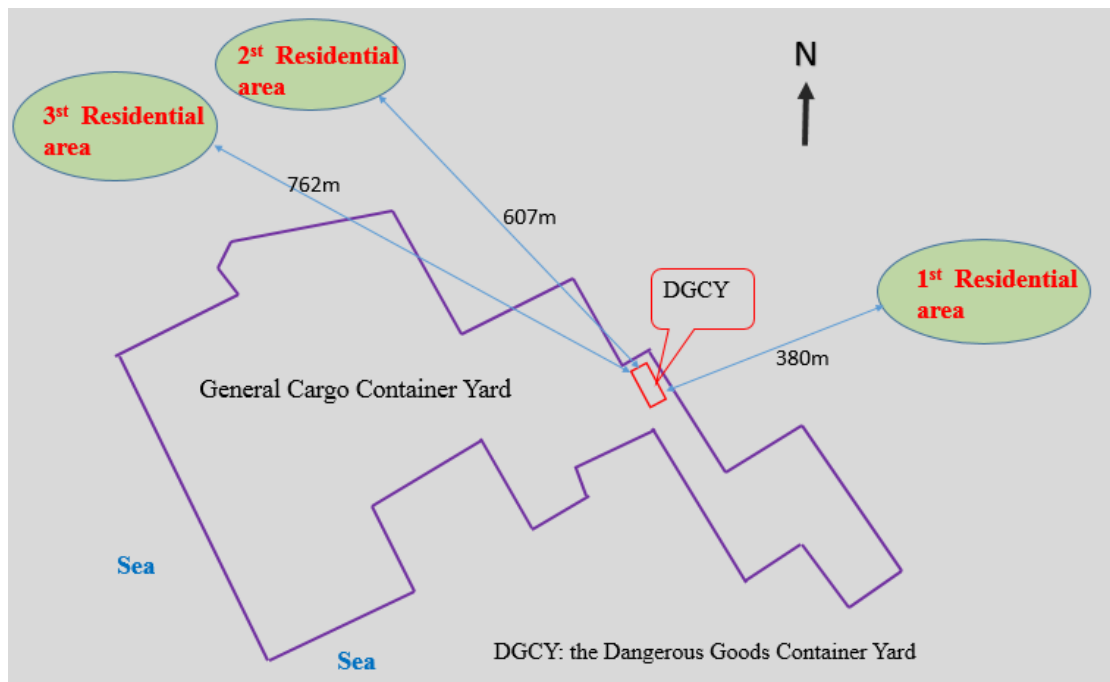 2st Residential
area
N
3st Residential
area
762m
607m
DGCY
1st Residential
area
380m
General Cargo Container Yard
Sea
Sea
DGCY: the Dangerous Goods Container Yard